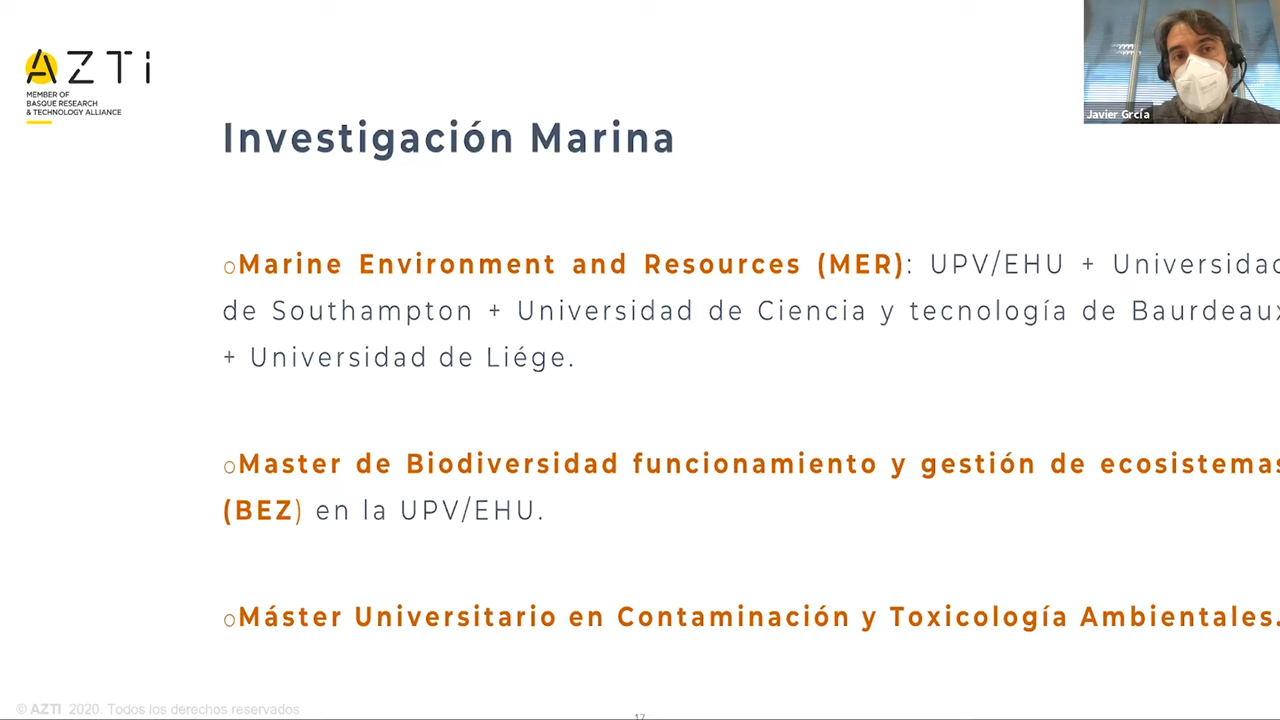 AZTi
MEMBER OF
BASQUE RESEARCH
& TECHNOLOGY ALLIANCE
Javier Grcía
Investigación Marina
oMarine Environment and Resources (MER): UPV/EHU + Universidad
de Southampton + Universidad de Ciencia y tecnología de Baurdeaux
+ Universidad de Liége.
oMaster de Biodiversidad funcionamiento y gestión de ecosistemas
(BEZ) en la UPV/EHU.
oMáster Universitario en Contaminación y Toxicología Ambientales.
© AZTI 2020. Todos los derechos reservados
17